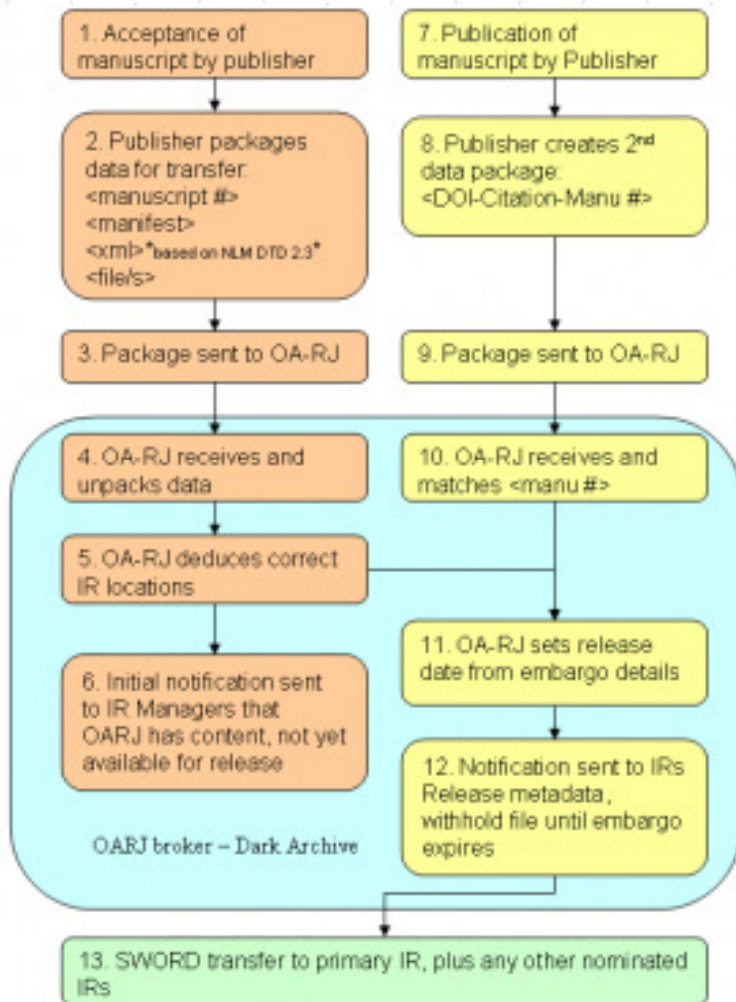 1. Acceptance of
manuscript by publisher
2. Publisher packages
data for transfer:
<manuscript #>
<manifest>
<xml>*based on NLM DTD 2.3*
<file/s>
3. Package sent to OA-RJ
4. OA-RJ receives and
unpacks data
5. OA-RJ deduces correct
IR locations
6. Initial notification sent
to IR Managers that
OARJ has content, not yet
available for release
7. Publication of
manuscript by Publisher
8. Publisher creates 2nd
data package:
<DOI-Citation-Manu #>
9. Package sent to OA-RJ
10. OA-RJ receives and
matches <manu #>
11. OA-RJ sets release
date from embargo details
12. Notification sent to IRs
Release metadata,
withhold file until embargo
expires
OARJ broker – Dark Archive
13. SWORD transfer to primary IR, plus any other nominated
IRs